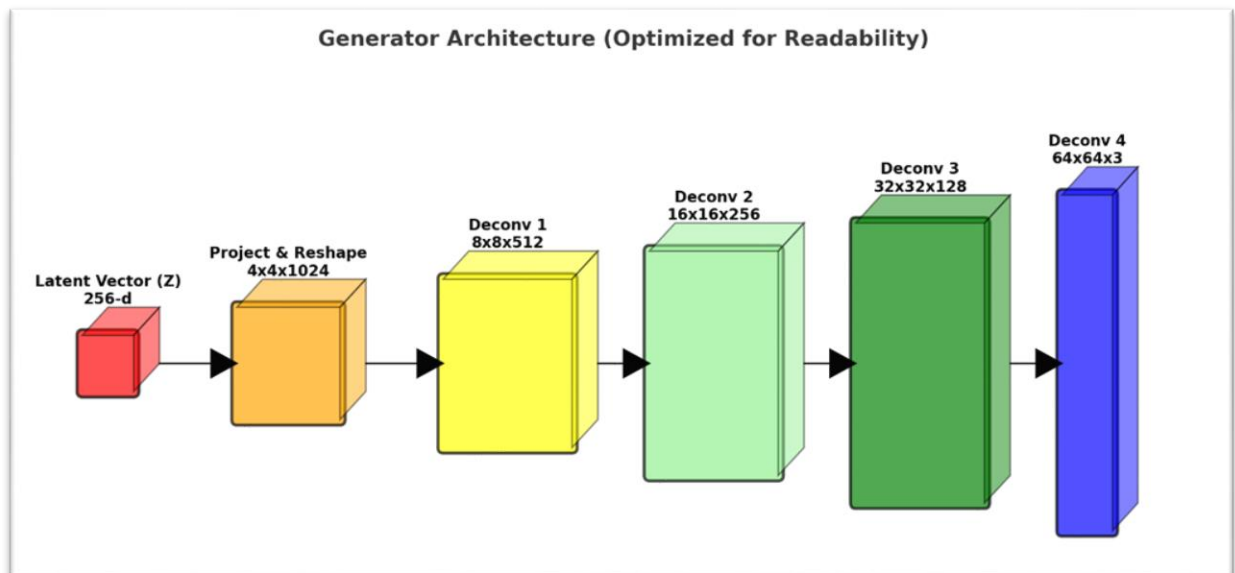 Generator Architecture (Optimized for Readability)
Latent Vector (Z)
256-d
Project & Reshape
4x4x1024
Deconv 1
8x8x512
Deconv 2
16x16x256
Deconv 3
32x32x128
Deconv 4
64x64x3